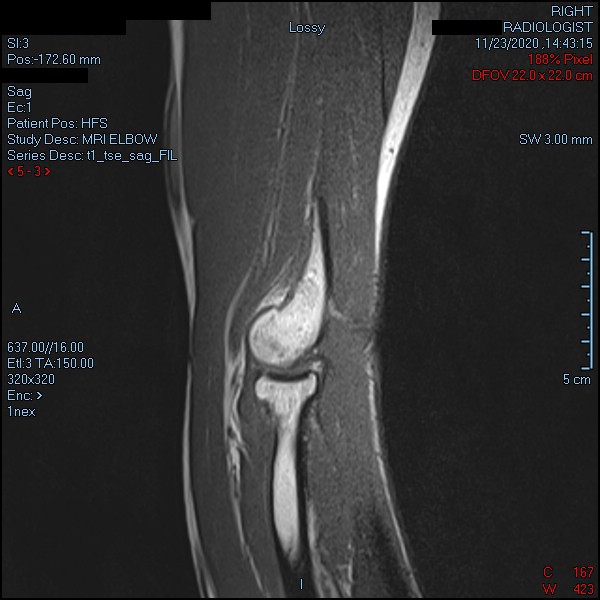 Lossy
RIGHT
RADIOLOGIST
11/23/2020 ,14:43:15
188% Pixel
DFOV 22.0 x 22.0 cm
SW 3.00 mm
SI:3
Pos:-172.60 mm
Sag
Ec:1
Patient Pos: HFS
Study Desc: MRI ELBOW
Series Desc: t1_tse_sag_FIL
< 5 - 3 >
A
637.00//16.00
Etl:3 TA:150.00
320x320
Enc: >
1nex
5 cm
I
C 167
W 423